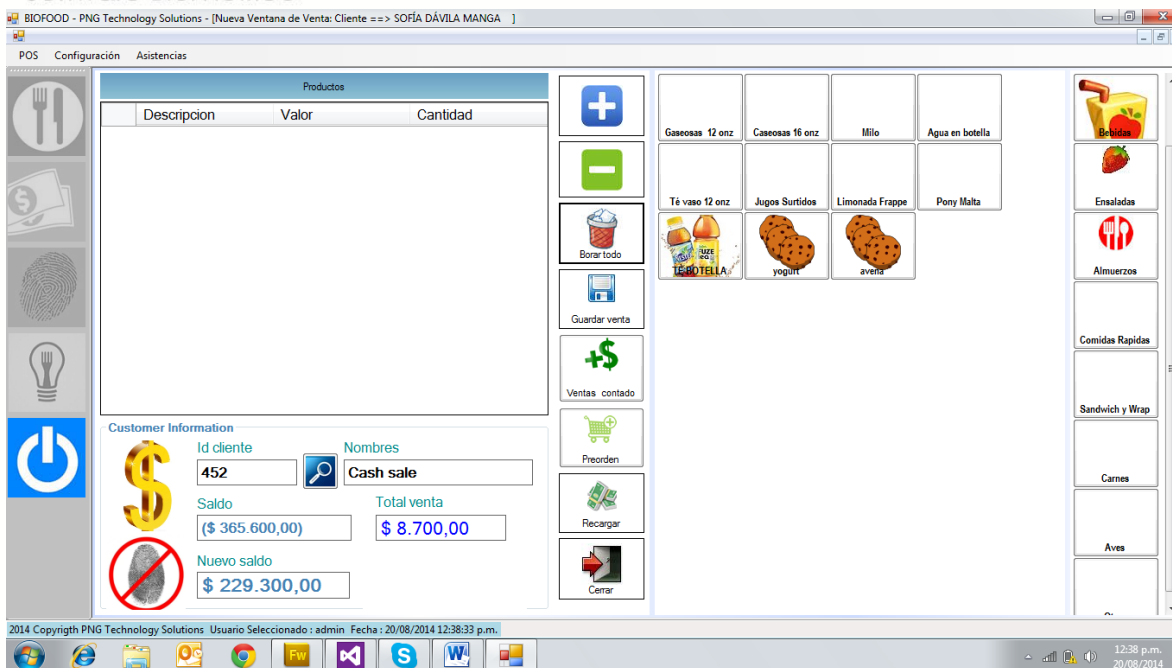 BIOFOOD - PNG Technology Solutions - [Nueva Ventana de Venta: Cliente ==> SOFÍA DÁVILA MANGA ]
POS Configuración Asistencias
Productos
Descripcion Valor Cantidad
Borar todo
Guardar venta
Ventas contado
Preorden
Recargar
Cerrar
Gaseosas 12 onz Caseosas 16 onz Milo Agua en botella
Té vaso 12 onz Jugos Surtidos Limonada Frappe Pony Malta
TE BOTELLA yogurt avena
FUZE
Bebidas
Ensaladas
Almuerzos
Comidas Rapidas
Sandwich y Wrap
Carnes
Aves
Customer Information
Id cliente Nombres
452 Cash sale
Saldo Total venta
($ 365.600,00) $ 8.700,00
Nuevo saldo
$ 229.300,00
2014 Copyrigth PNG Technology Solutions Usuario Seleccionado : admin Fecha : 20/08/2014 12:38:33 p.m.
Fw
12:38 p.m.
20/08/2014